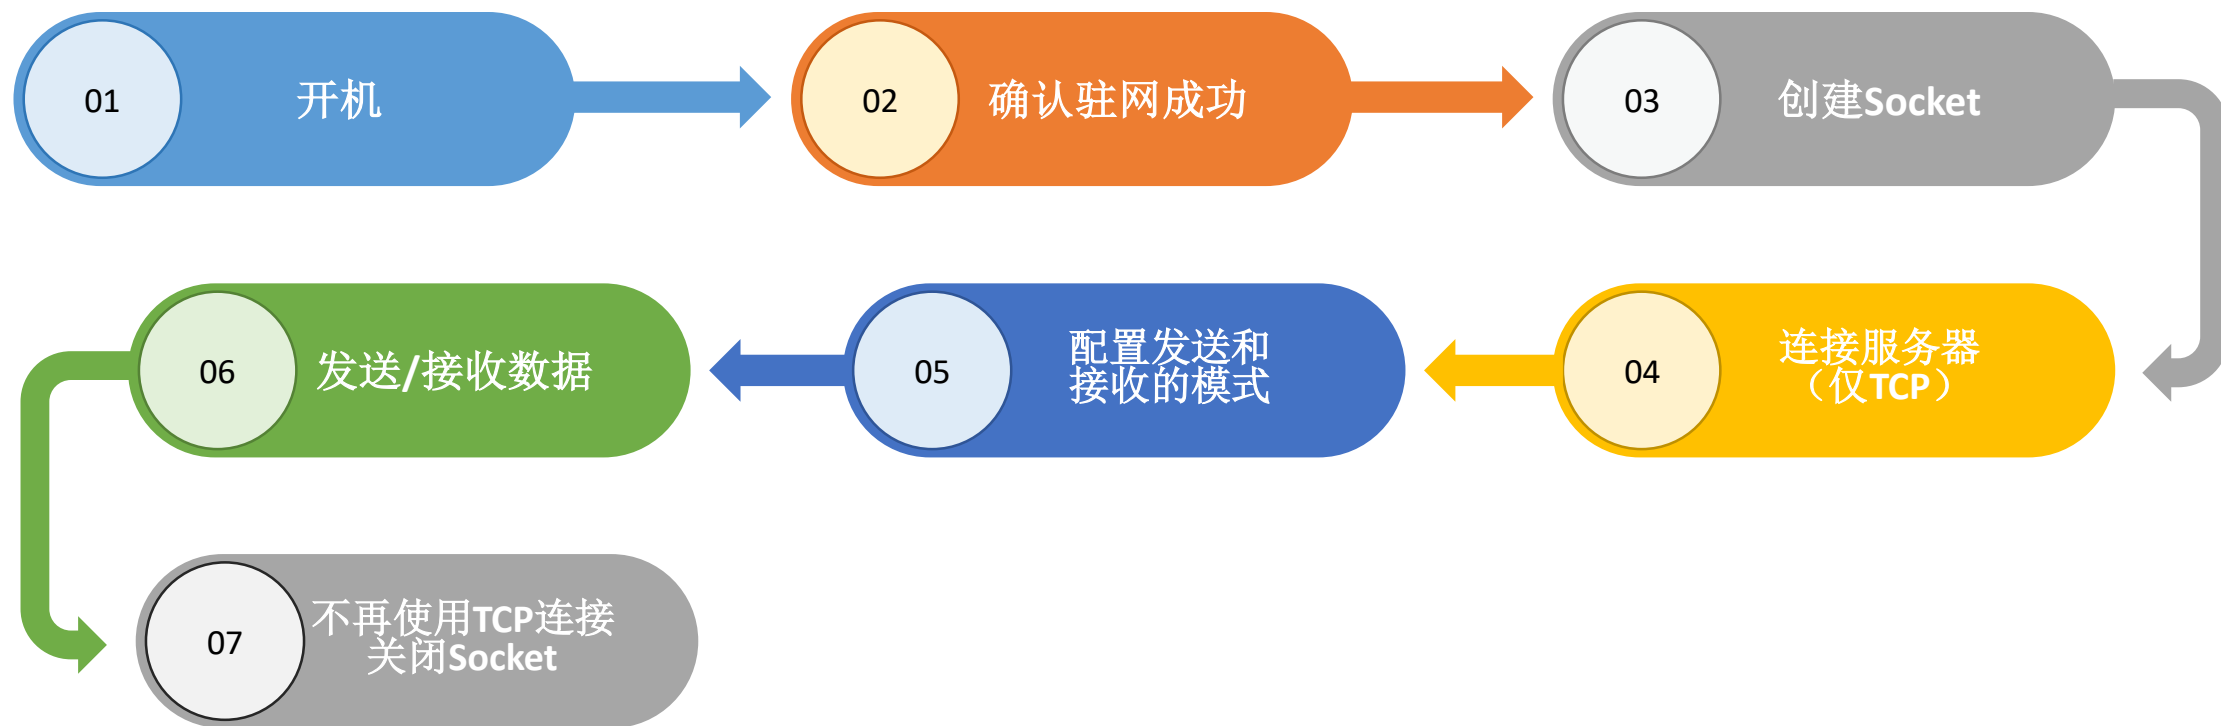 01
开机
02
确认驻网成功
03
创建Socket
04
连接服务器
（仅TCP）
05
配置发送和
接收的模式
06
发送/接收数据
07
不再使用TCP连接
关闭Socket